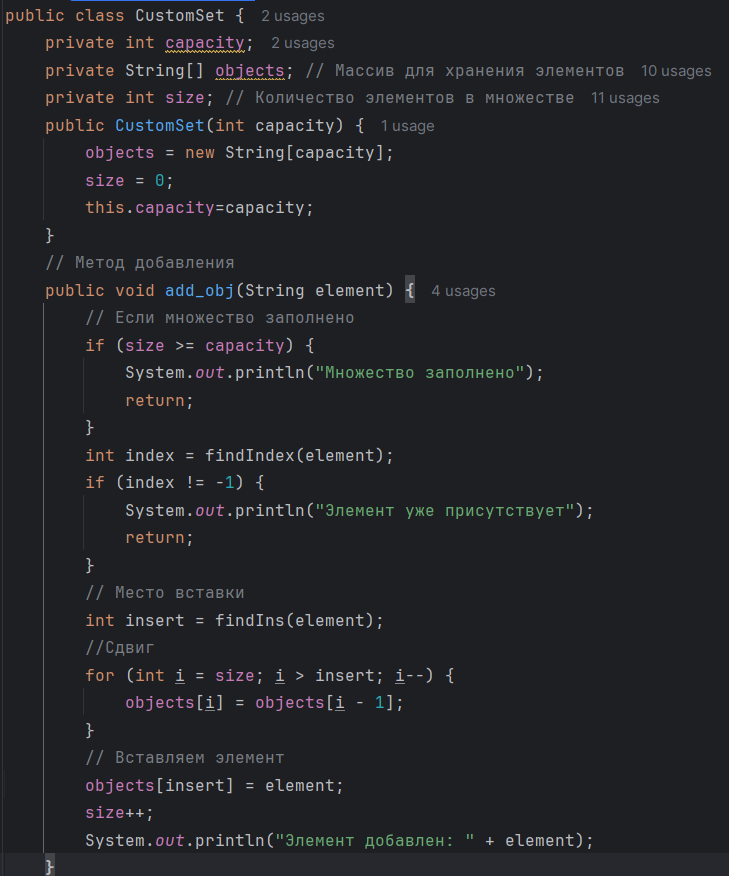 public class CustomSet {  2 usages
    private int capacity;  2 usages
    private String[] objects; // Массив для хранения элементов  10 usages
    private int size; // Количество элементов в множестве  11 usages
    public CustomSet(int capacity) {  1 usage
        objects = new String[capacity];
        size = 0;
        this.capacity=capacity;
    }
    // Метод добавления
    public void add_obj(String element) {  4 usages
        // Если множество заполнено
        if (size >= capacity) {
            System.out.println("Множество заполнено");
            return;
        }
        int index = findIndex(element);
        if (index != -1) {
            System.out.println("Элемент уже присутствует");
            return;
        }
        // Место вставки
        int insert = findIns(element);
        //Сдвиг
        for (int i = size; i > insert; i--) {
            objects[i] = objects[i - 1];
        }
        // Вставляем элемент
        objects[insert] = element;
        size++;
        System.out.println("Элемент добавлен: " + element);
    }